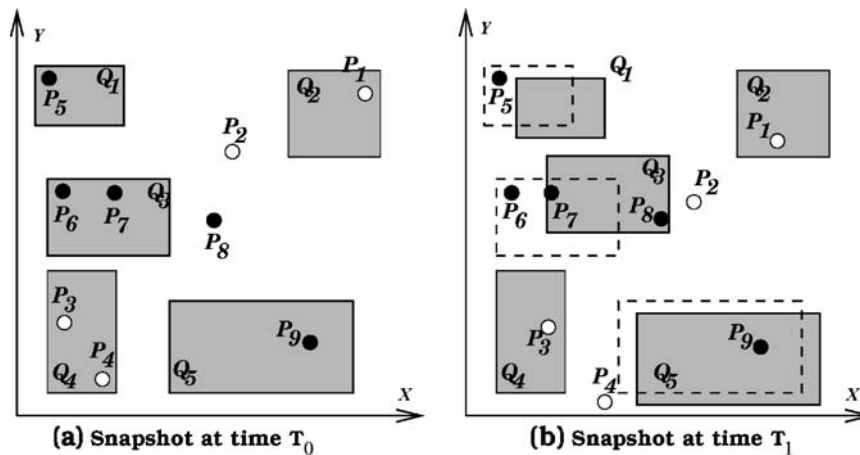 Y
Y
Q1
Q2
P1
P5
P2
Q3
P6
P7
P8
P3
P4
Q4
P9
Q5
X
(a) Snapshot at time T0
Q1
P5
Q2
P1
Q3
P2
P6
P7
P8
P3
Q4
P4
P9
Q5
X
(b) Snapshot at time T1